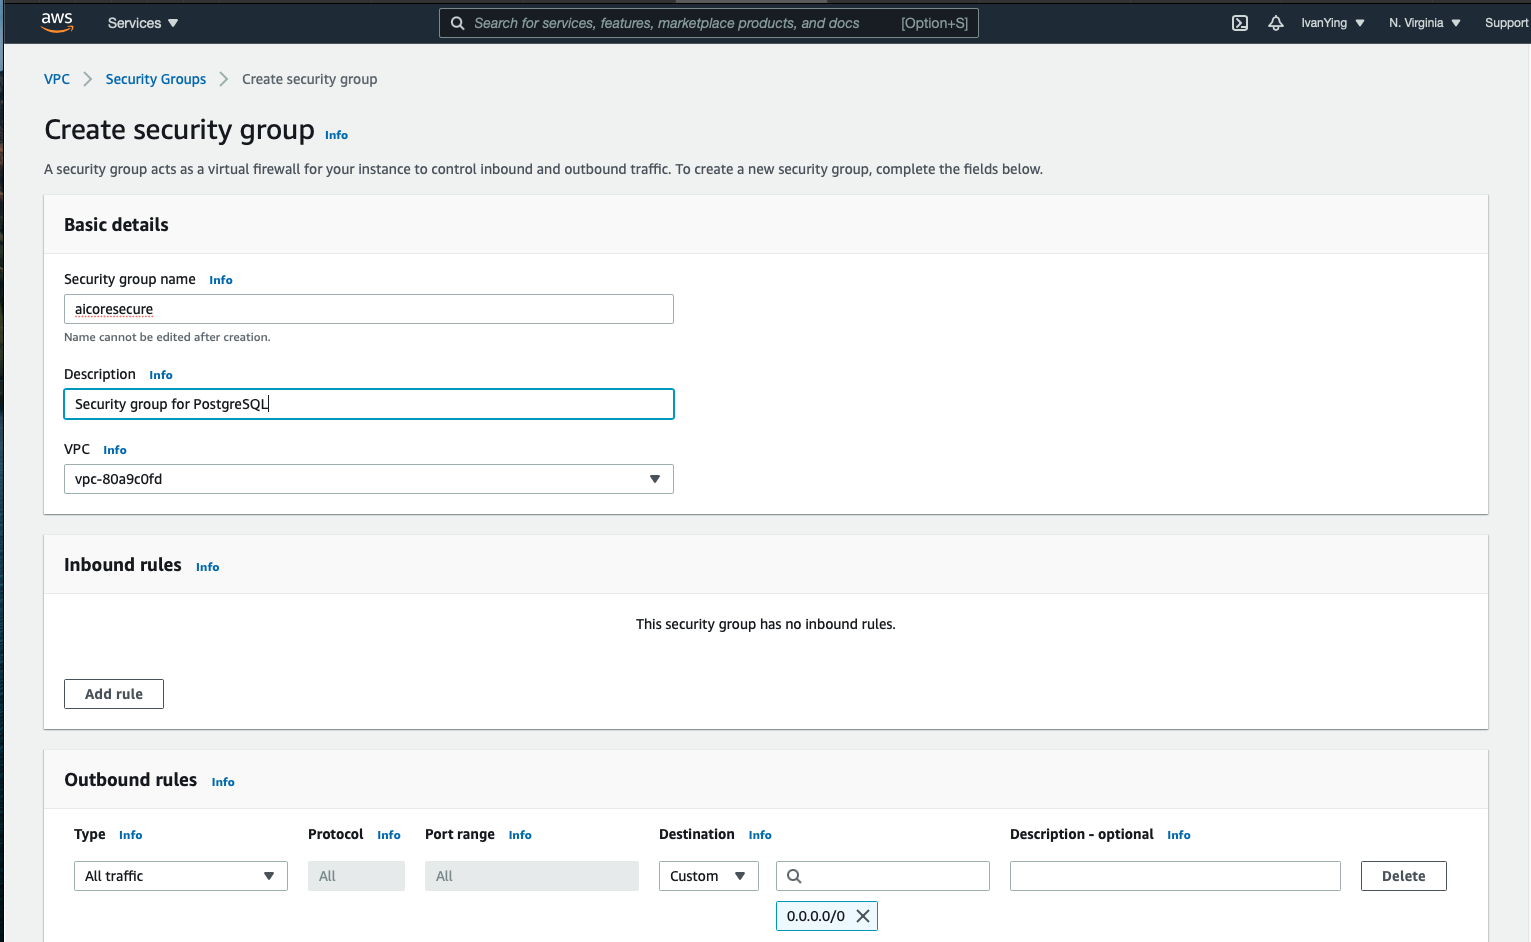 aws Services Search for services, features, marketplace products, and docs [Option+S] IvanYing N. Virginia Support
VPC Security Groups Create security group
Create security group Info
A security group acts as a virtual firewall for your instance to control inbound and outbound traffic. To create a new security group, complete the fields below.
Basic details
Security group name Info
aicoresecure
Name cannot be edited after creation.
Description Info
Security group for PostgreSQL
VPC Info
vpc-80a9c0fd
Inbound rules Info
This security group has no inbound rules.
Add rule
Outbound rules Info
Type Info Protocol Info Port range Info Destination Info Description - optional Info
All traffic All All Custom Delete
0.0.0.0/0